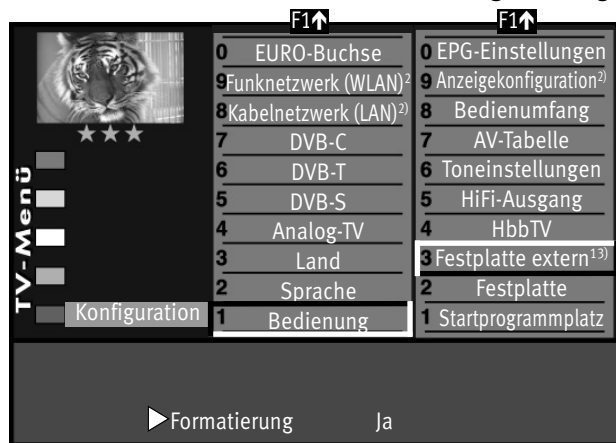 F1↑ F1↑
0 EURO-Buchse 0 EPG-Einstellungen
9 Funknetzwerk (WLAN)2 9 Anzeigekonfiguration2)
8 Kabelnetzwerk (LAN)2) 8 Bedienumfang
7 DVB-C 7 AV-Tabelle
6 DVB-T 6 Toneinstellungen
5 DVB-S 5 HiFi-Ausgang
4 Analog-TV 4 HbbTV
3 Land 3 Festplatte extern13)
2 Sprache 2 Festplatte
Konfiguration 1 Bedienung 1 Startprogrammplatz
TV-Menü
Formatierung Ja